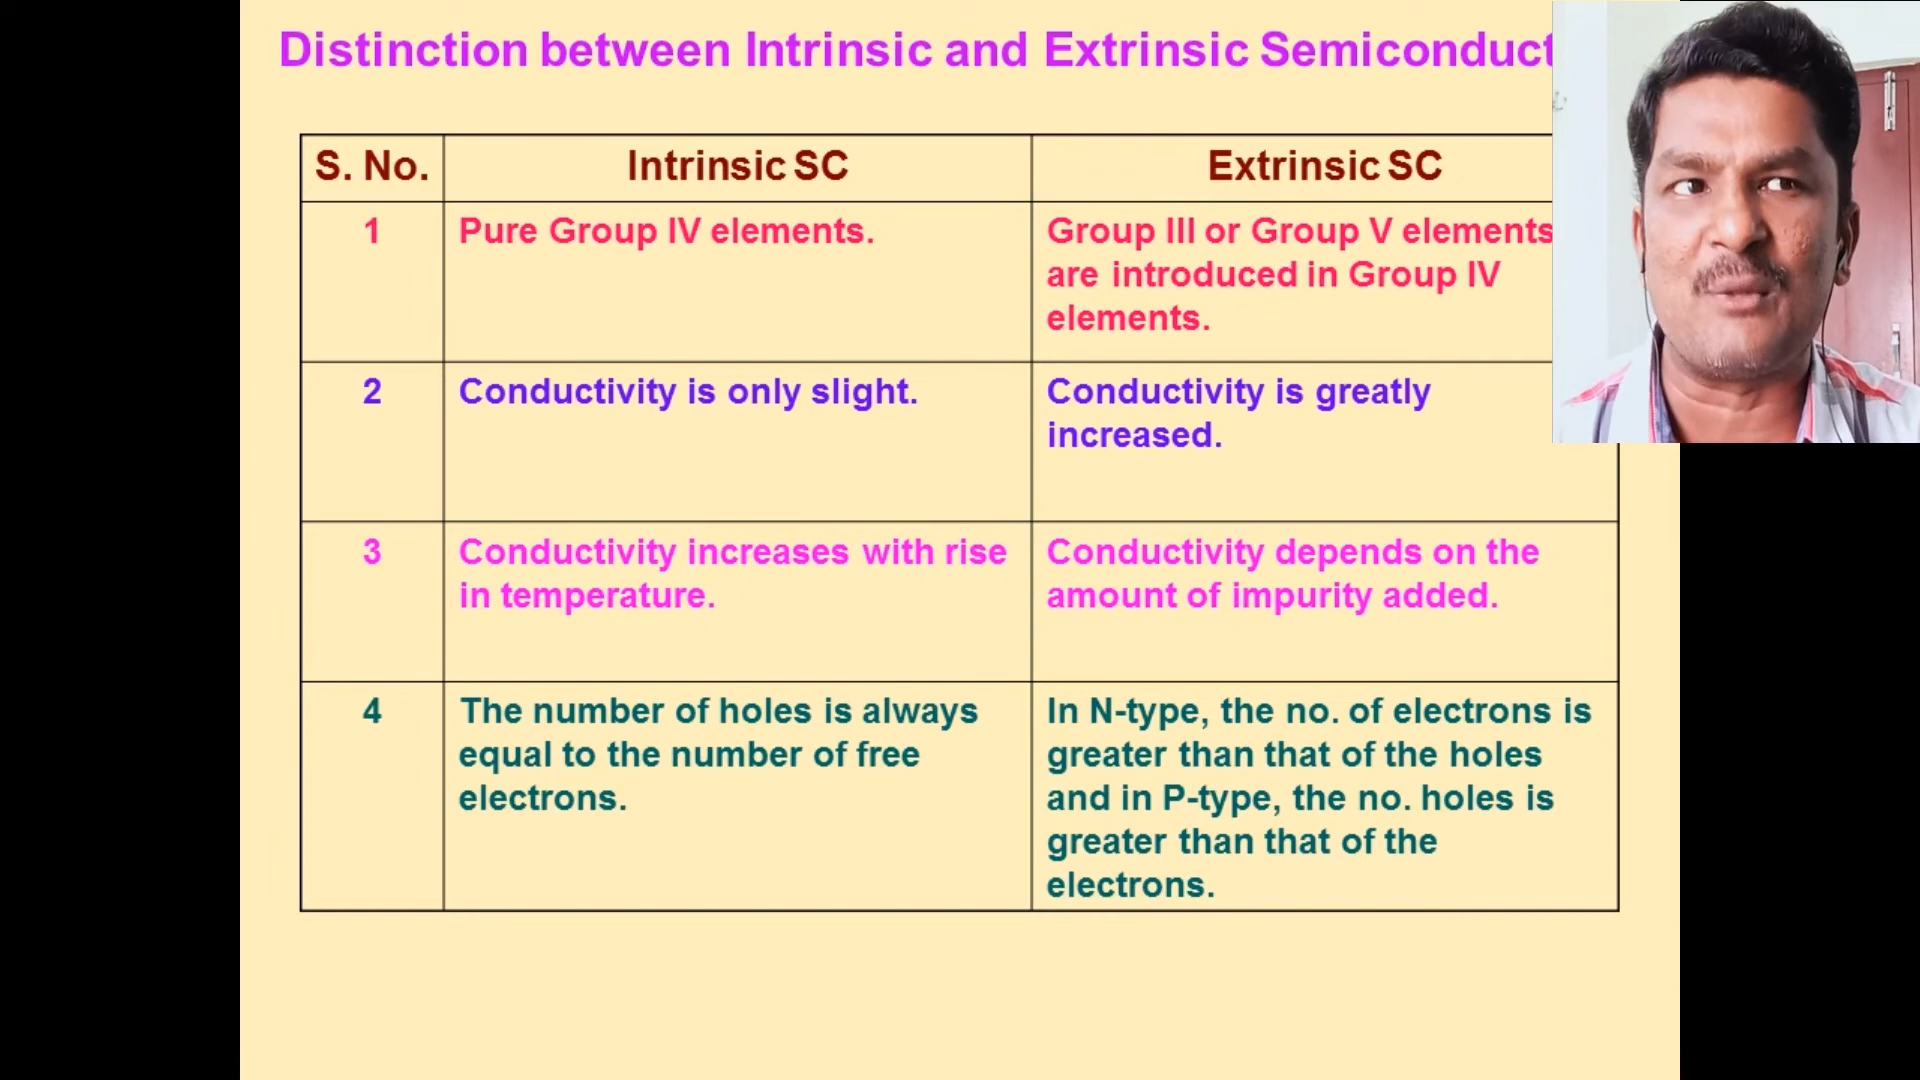 Distinction between Intrinsic and Extrinsic Semiconduct
S. No.
Intrinsic SC
Extrinsic SC
1
Pure Group IV elements.
Group III or Group V elements
are introduced in Group IV
elements.
2
Conductivity is only slight.
Conductivity is greatly
increased.
3
Conductivity increases with rise
in temperature.
Conductivity depends on the
amount of impurity added.
4
The number of holes is always
equal to the number of free
electrons.
In N-type, the no. of electrons is
greater than that of the holes
and in P-type, the no. holes is
greater than that of the
electrons.